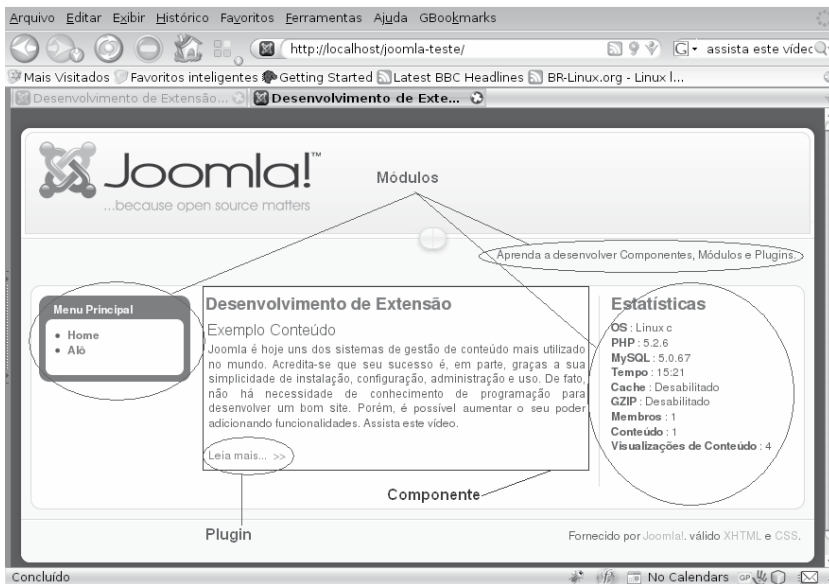 Arquivo Editar Exibir Histórico Favoritos Ferramentas Ajuda GBookmarks
http://localhost/joomla-teste/
G assista este vídeo
Mais Visitados Favoritos inteligentes Getting Started Latest BBC Headlines BR-Linux.org - Linux l...
Desenvolvimento de Extensão... Desenvolvimento de Exte...
Joomla!™
...because open source matters
Módulos
Aprenda a desenvolver Componentes, Módulos e Plugins.
Menu Principal
Home
Alô
Desenvolvimento de Extensão
Exemplo Conteúdo
Joomla é hoje uns dos sistemas de gestão de conteúdo mais utilizado
no mundo. Acredita-se que seu sucesso é, em parte, graças a sua
simplicidade de instalação, configuração, administração e uso. De fato,
não há necessidade de conhecimento de programação para
desenvolver um bom site. Porém, é possível aumentar o seu poder
adicionando funcionalidades. Assista este vídeo.
Leia mais... >>
Estatísticas
OS : Linux c
PHP : 5.2.6
MySQL : 5.0.67
Tempo : 15:21
Cache : Desabilitado
GZIP : Desabilitado
Membros : 1
Conteúdo : 1
Visualizações de Conteúdo : 4
Componente
Plugin
Fornecido por Joomla!. válido XHTML e CSS.
Concluído
No Calendars GP